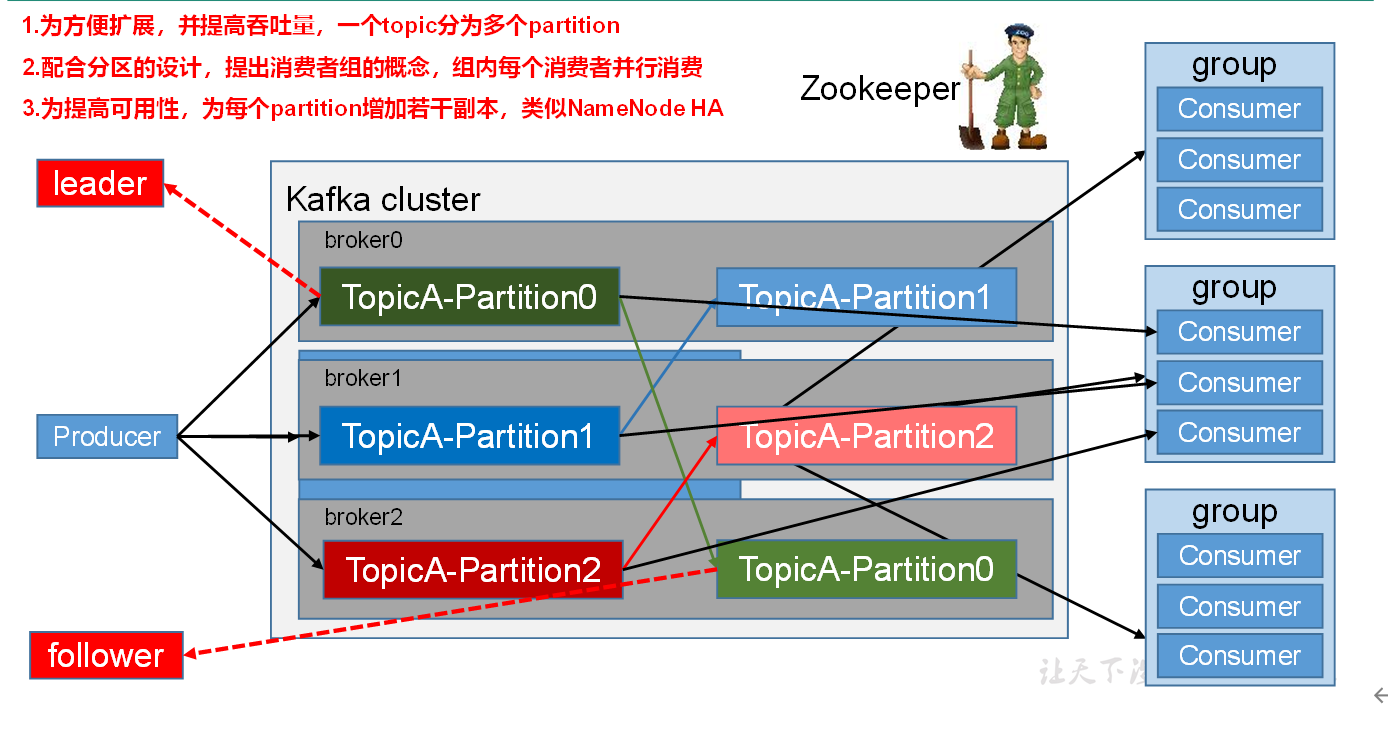 1.为方便扩展，并提高吞吐量，一个topic分为多个partition
2.配合分区的设计，提出消费者组的概念，组内每个消费者并行消费
3.为提高可用性，为每个partition增加若干副本，类似NameNode HA
Zookeeper
ZOO
leader
Kafka cluster
broker0
TopicA-Partition0
TopicA-Partition1
broker1
Producer
TopicA-Partition1
TopicA-Partition2
broker2
TopicA-Partition2
TopicA-Partition0
follower
group
Consumer
Consumer
Consumer
group
Consumer
Consumer
Consumer
group
Consumer
Consumer
Consumer
让天下